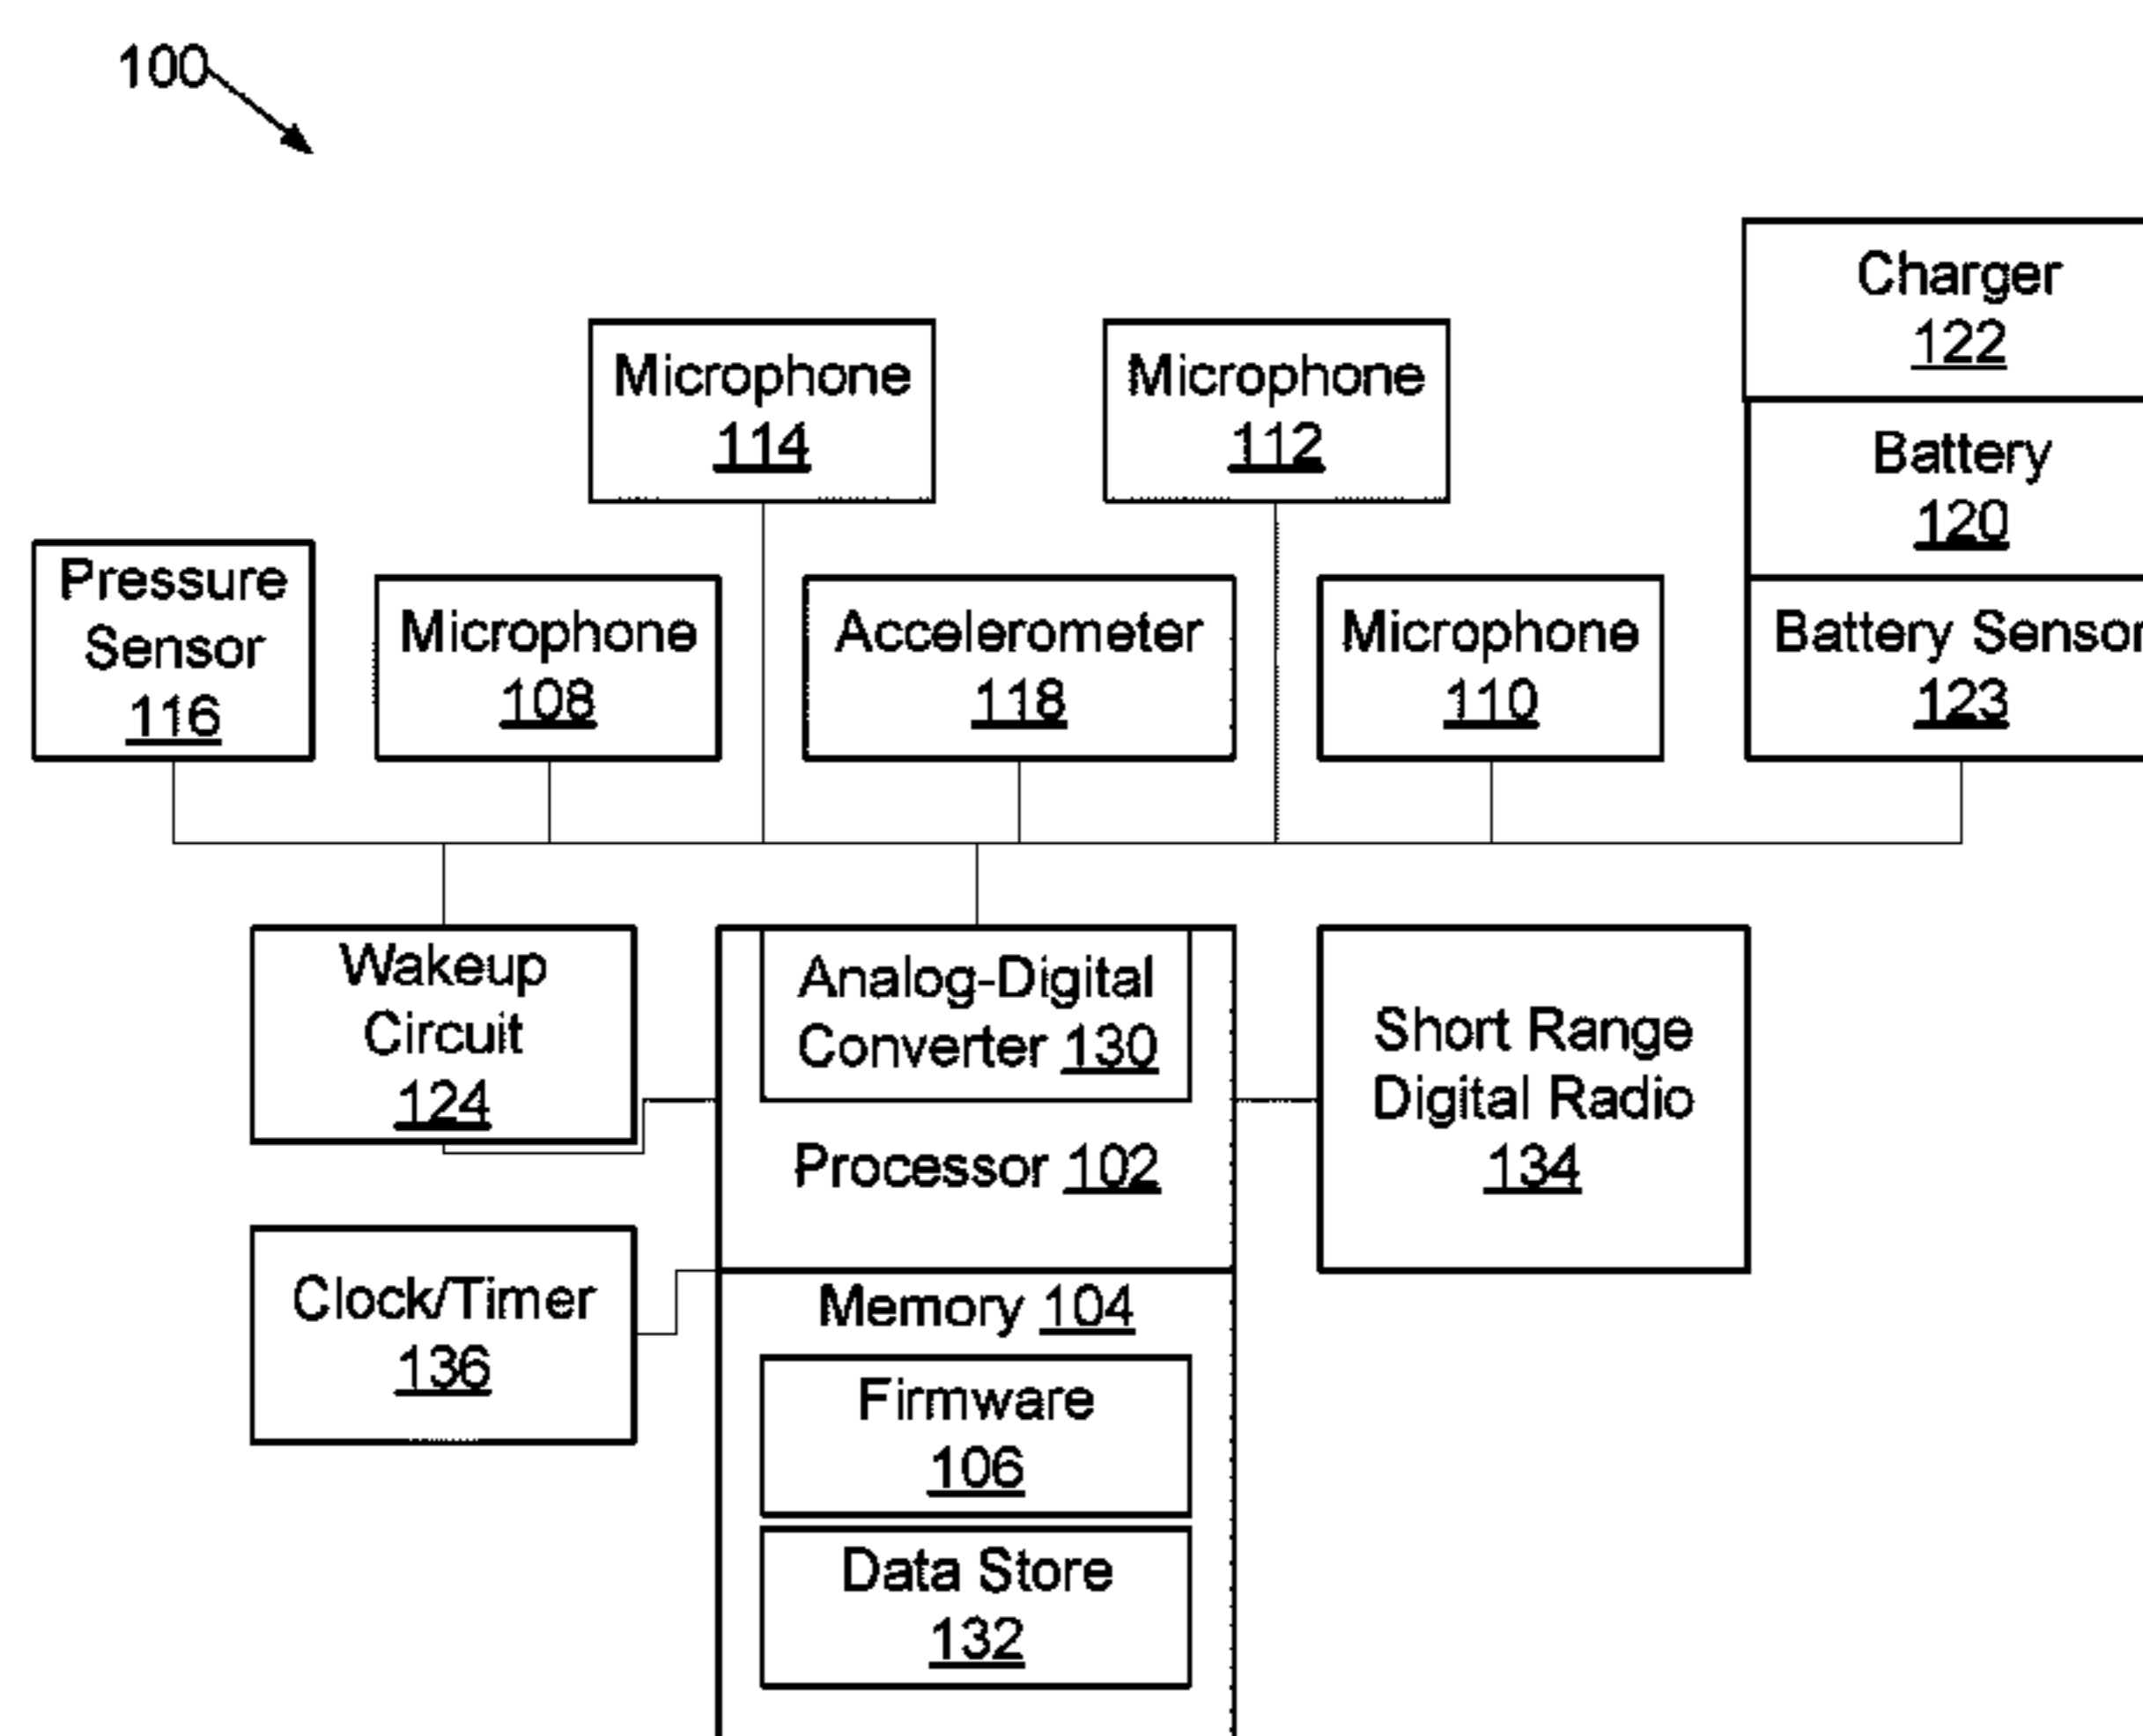 100
Charger
122
Microphone
114
Microphone
112
Battery
120
Pressure
Sensor
116
Microphone
108
Accelerometer
118
Microphone
110
Battery Sensor
123
Wakeup
Circuit
124
Analog-Digital
Converter 130
Processor 102
Short Range
Digital Radio
134
Clock/Timer
136
Memory 104
Firmware
106
Data Store
132